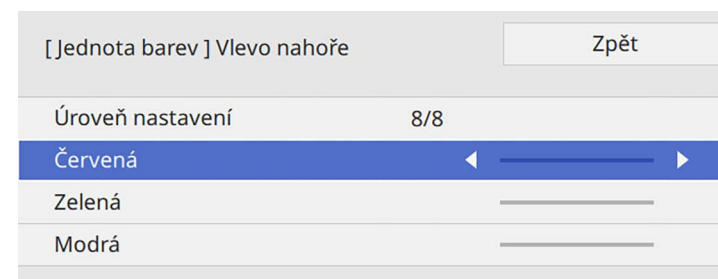 [ Jednota barev ] Vlevo nahoře
Zpět
Úroveň nastavení 8/8
Červená
Zelená
Modrá